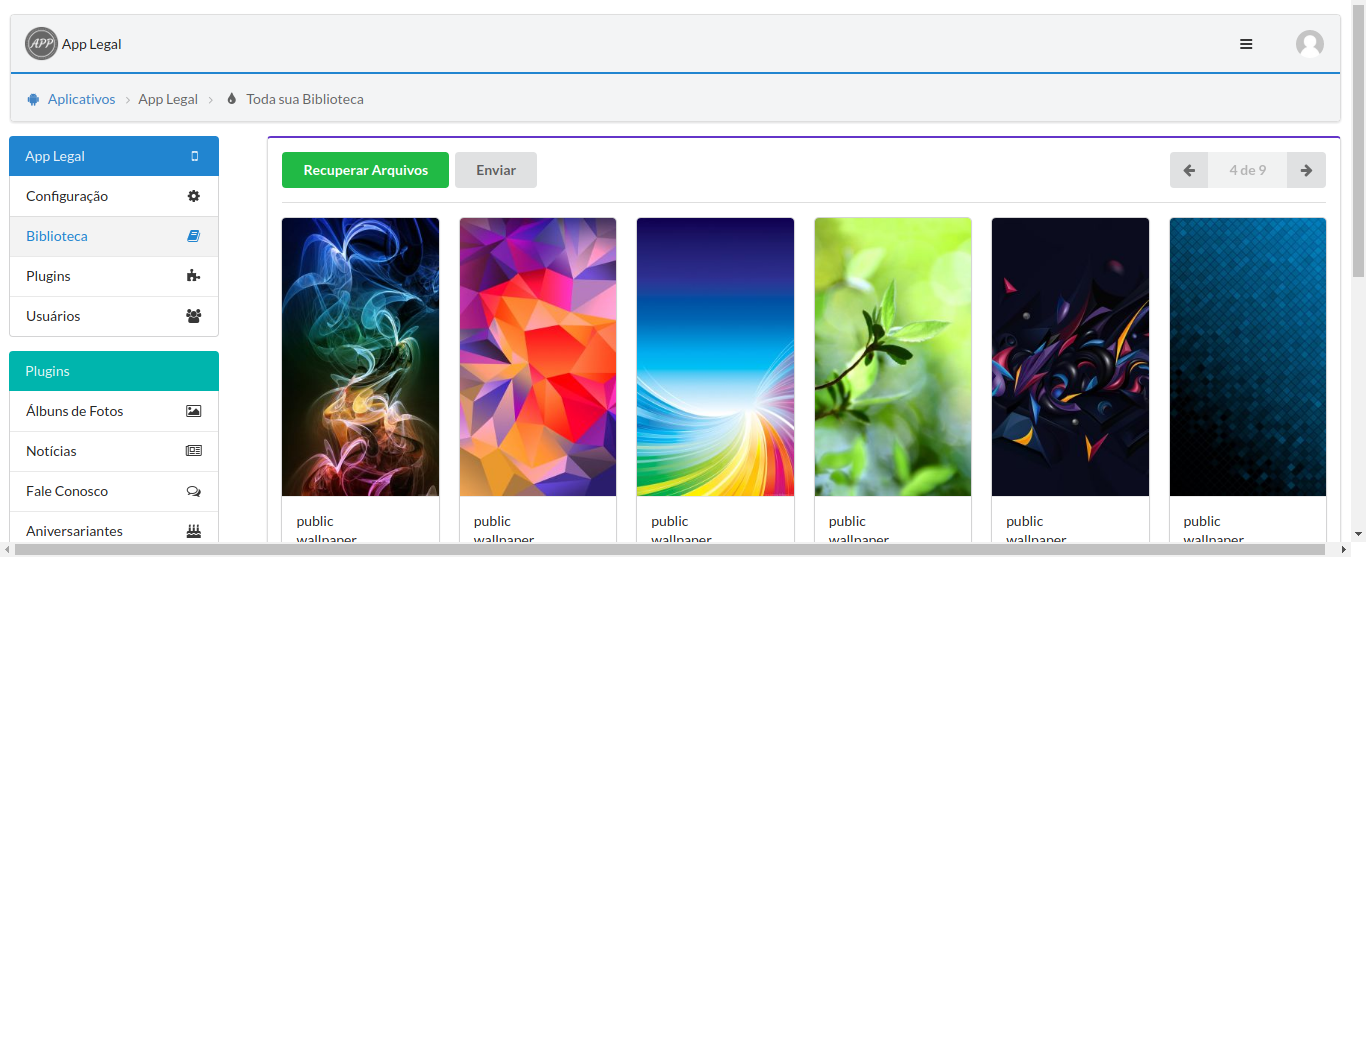 APP App Legal
Aplicativos App Legal Toda sua Biblioteca
App Legal
Configuração
Biblioteca
Plugins
Usuários
Plugins
Álbuns de Fotos
Notícias
Fale Conosco
Aniversariantes
Recuperar Arquivos Enviar 4 de 9
public
wallpaper
public
wallpaper
public
wallpaper
public
wallpaper
public
wallpaper
public
wallpaper